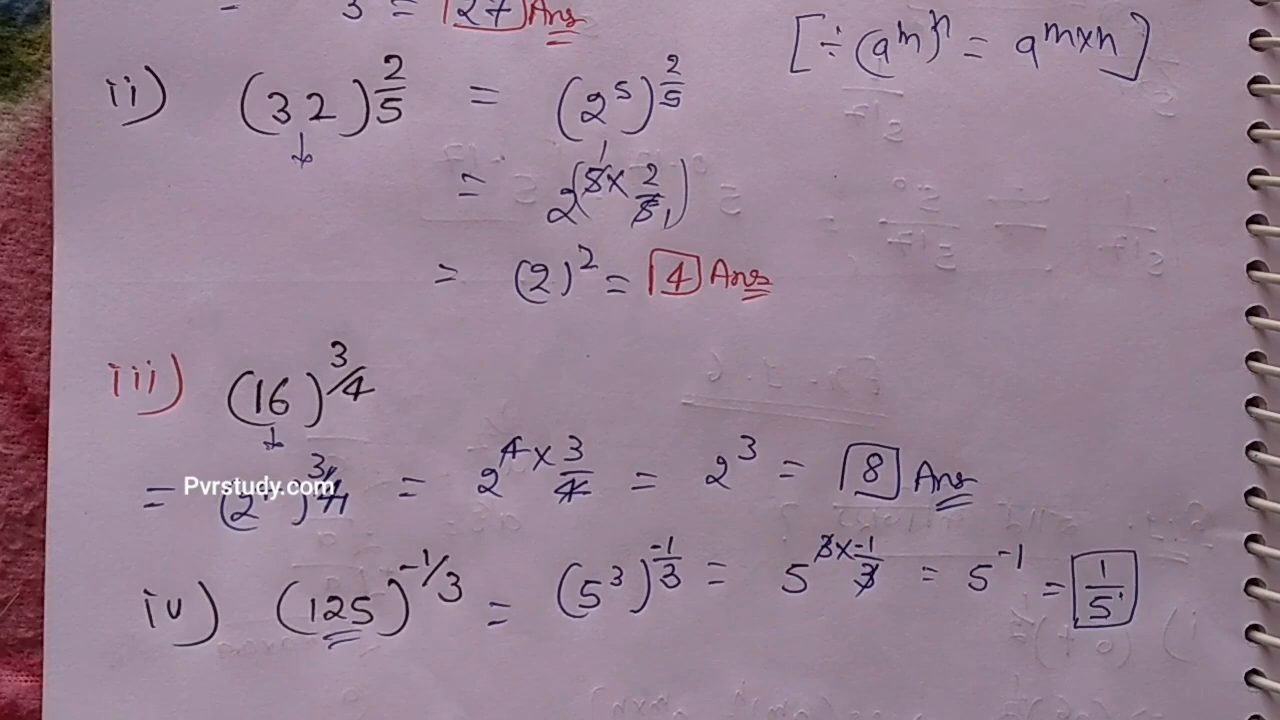 = 3 = 27 Ans
[∵ (aᵐ)ⁿ = aᵐˣⁿ]
ii) (32)^2/5 = (2^5)^2/5
= 2^(5×2/5)
= (2)^2 = 4 Ans
iii) (16)^3/4
= (2^4)^3/4 = 2^4×3/4 = 2^3 = 8 Ans
Pvrstudy.com
iv) (125)^-1/3 = (5^3)^-1/3 = 5^3×-1/3 = 5^-1 = 1/5